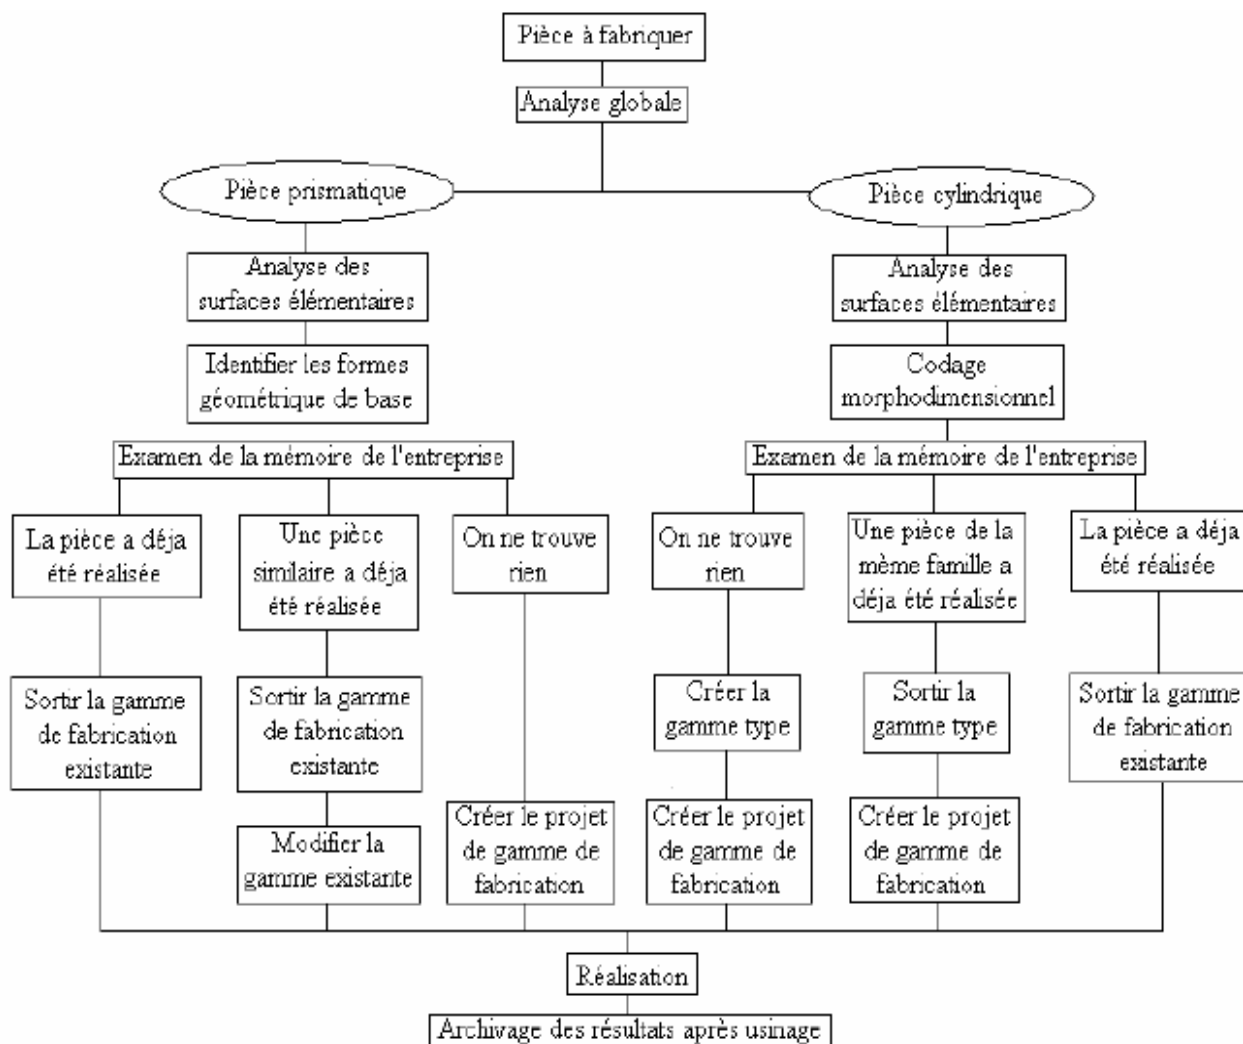 Pièce à fabriquer
Analyse globale
Pièce prismatique
Pièce cylindrique
Analyse des
surfaces élémentaires
Analyse des
surfaces élémentaires
Identifier les formes
géométrique de base
Codage
morphodimensionnel
Examen de la mémoire de l'entreprise
Examen de la mémoire de l'entreprise
La pièce a déja
été réalisée
Une pièce
similaire a déja
été réalisée
On ne trouve
rien
On ne trouve
rien
Une pièce de la
mème famille a
déja été réalisée
La pièce a déja
été réalisée
Sortir la gamme
de fabrication
existante
Sortir la gamme
de fabrication
existante
Créer la
gamme type
Sortir la
gamme type
Sortir la gamme
de fabrication
existante
Modifier la
gamme existante
Créer le projet
de gamme de
fabrication
Créer le projet
de gamme de
fabrication
Créer le projet
de gamme de
fabrication
Réalisation
Archivage des résultats après usinage